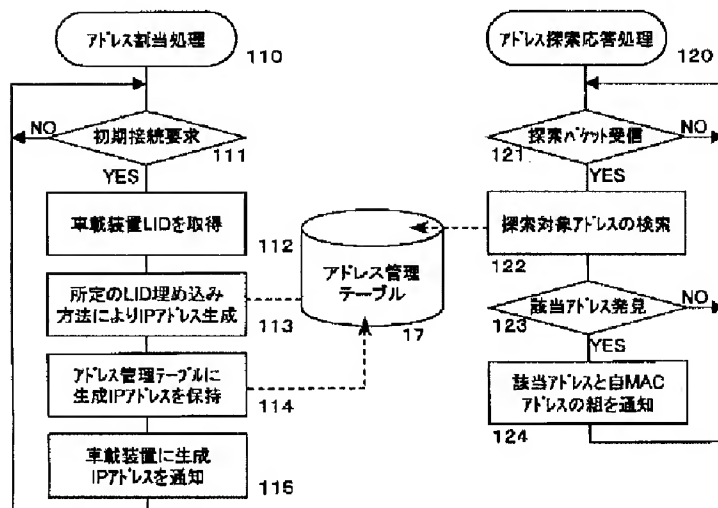 アドレス割当処理
110
NO
初期接続要求
111
YES
車載装置LIDを取得
112
所定のLID埋め込み
方法によりIPアドレス生成
113
アドレス管理テーブルに
生成IPアドレスを保持
114
車載装置に生成
IPアドレスを通知
115
アドレス管理
テーブル
17
アドレス探索応答処理
120
探索パケット受信
NO
121
YES
探索対象アドレスの検索
122
該当アドレス発見
NO
123
YES
該当アドレスと自MAC
アドレスの組を通知
124